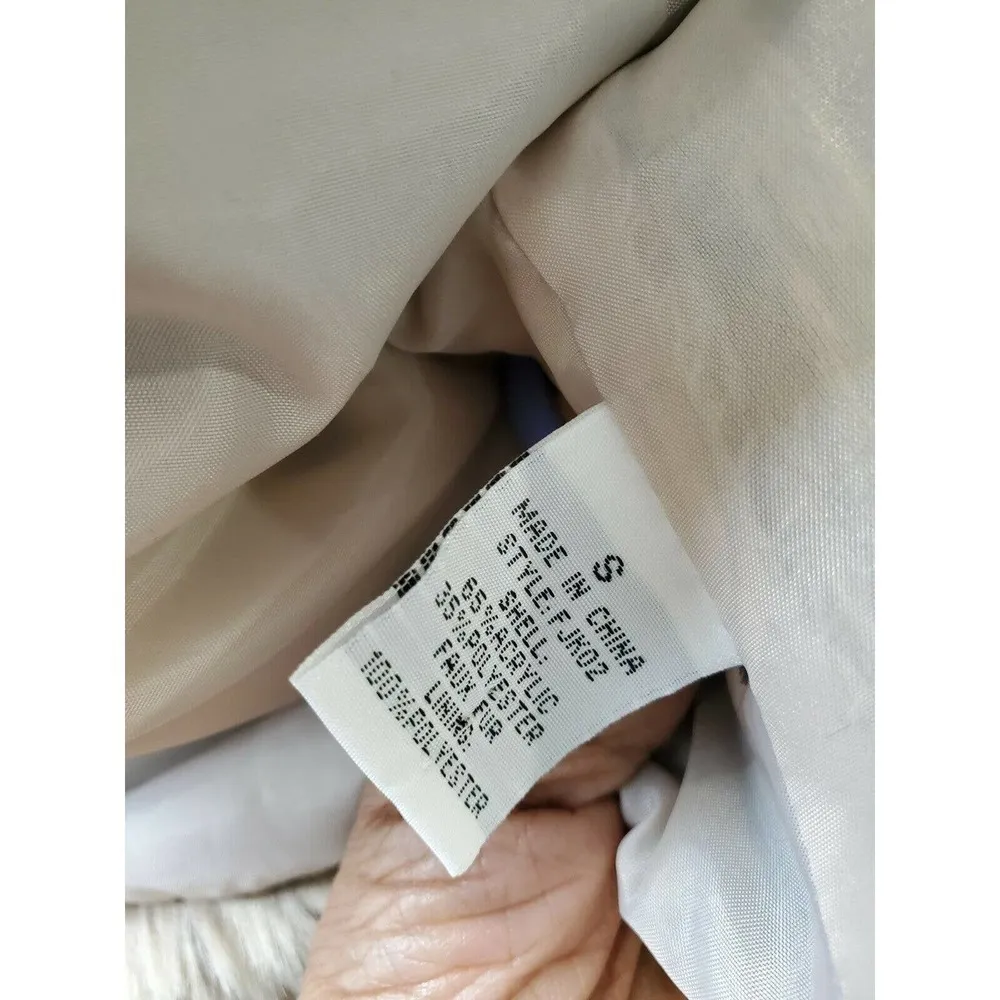 S
MADE IN CHINA
STYLE:FJK02
SHELL:
65%ACRYLIC
35%POLYESTER
FAUX FUR
LINING:
100%POLYESTER